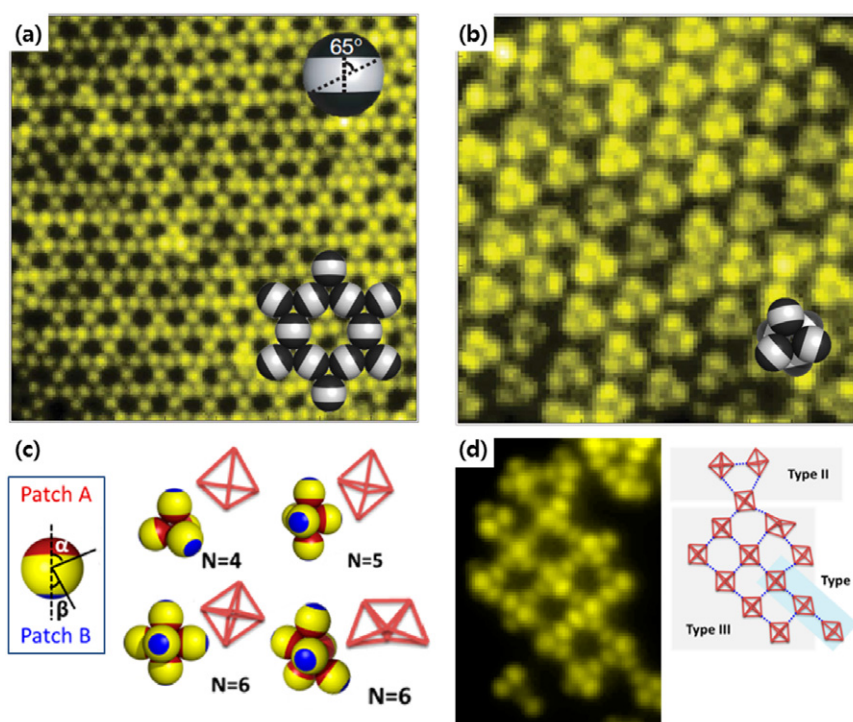 (a)
65°
(b)
(c)
Patch A
α
β
Patch B
N=4
N=5
N=6
N=6
(d)
Type II
Type
Type III